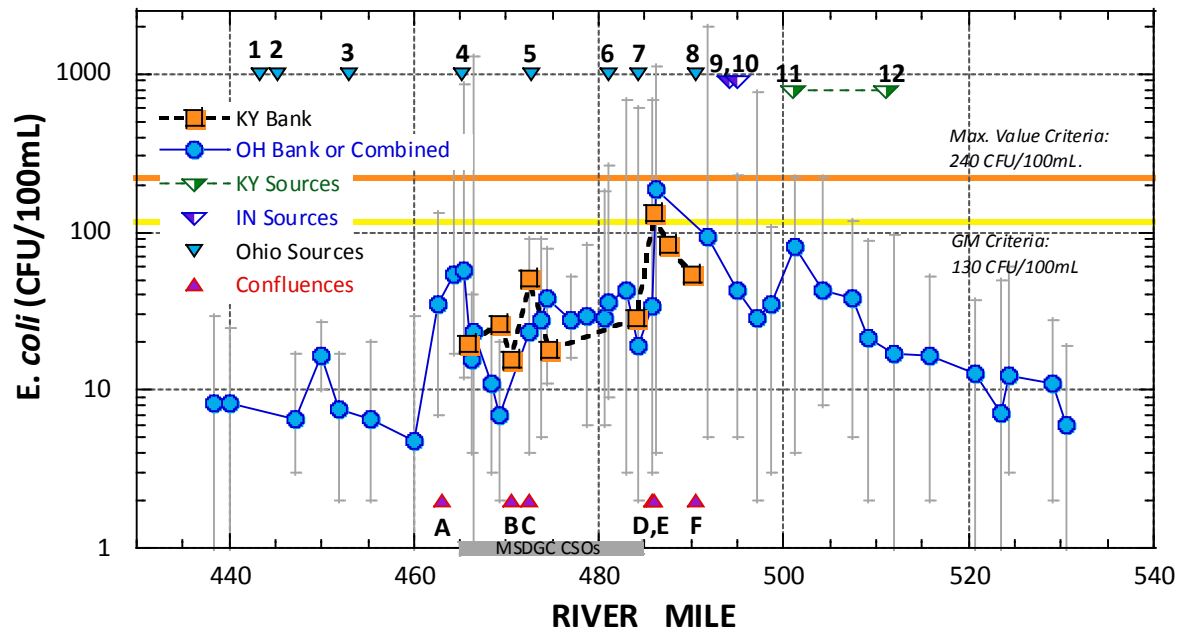 1 2 3 4 5 6 7 8 9,10 11 12
1000
KY Bank
OH Bank or Combined
KY Sources
IN Sources
Ohio Sources
Confluences
Max. Value Criteria:
240 CFU/100mL.
100
GM Criteria:
130 CFU/100mL
10
A B C D,E F
1
MSDGC CSOs
440 460 480 500 520 540
RIVER MILE
E. coli (CFU/100mL)